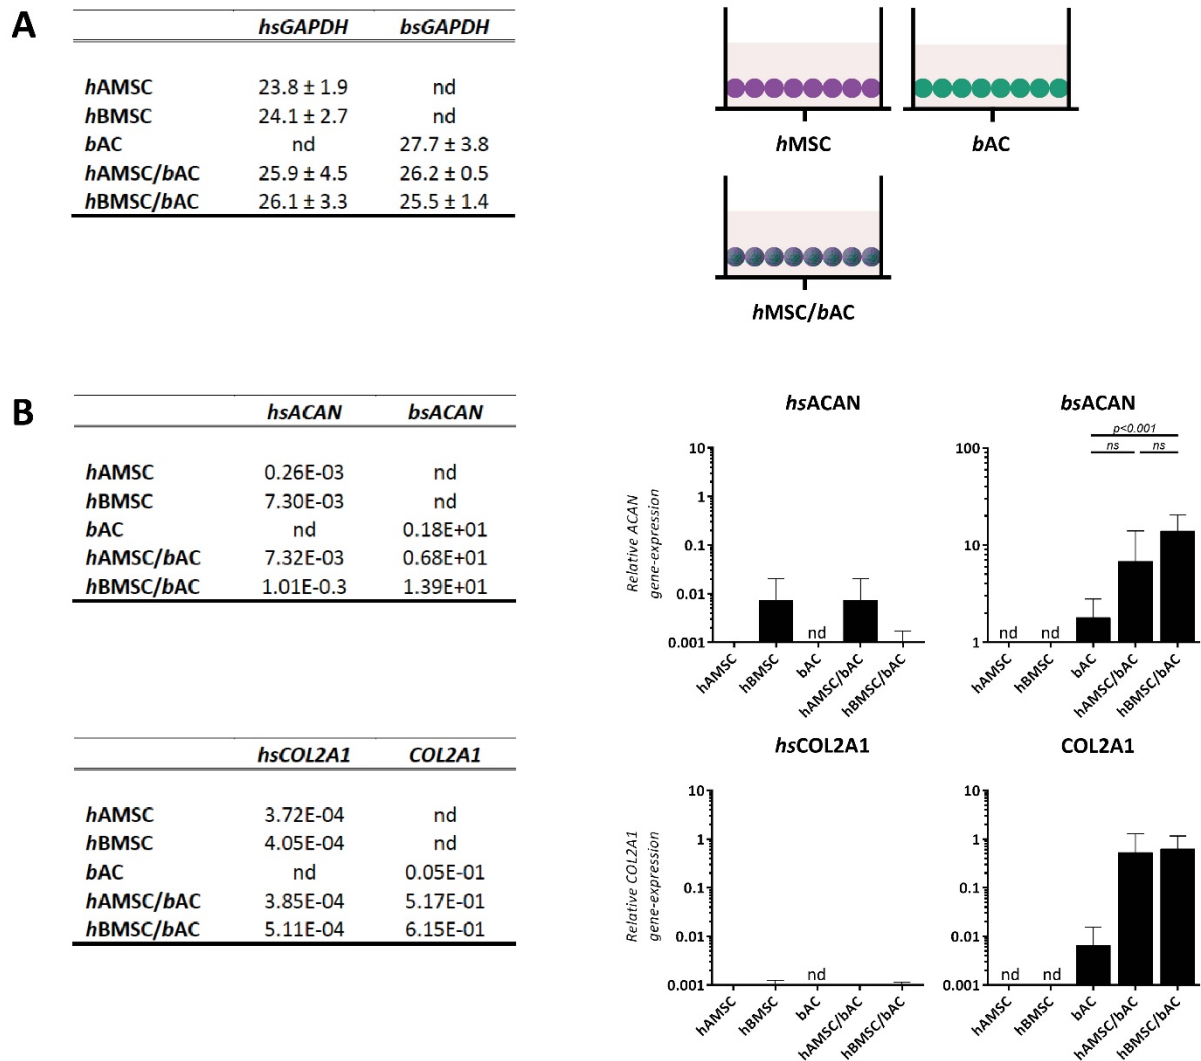 A
hsGAPDH bsGAPDH
hAMSC 23.8 ± 1.9 nd
hBMSC 24.1 ± 2.7 nd
bAC nd 27.7 ± 3.8
hAMSC/bAC 25.9 ± 4.5 26.2 ± 0.5
hBMSC/bAC 26.1 ± 3.3 25.5 ± 1.4
hMSC bAC
hMSC/bAC
B
hsACAN bsACAN
hAMSC 0.26E-03 nd
hBMSC 7.30E-03 nd
bAC nd 0.18E+01
hAMSC/bAC 7.32E-03 0.68E+01
hBMSC/bAC 1.01E-0.3 1.39E+01
hsACAN
Relative ACAN
gene-expression
10
1
0.1
0.01
0.001
nd
hAMSC
hBMSC
bAC
hAMSC/bAC
hBMSC/bAC
bsACAN
p<0.001
ns ns
100
10
1
nd nd
hAMSC
hBMSC
bAC
hAMSC/bAC
hBMSC/bAC
hsCOL2A1 COL2A1
hAMSC 3.72E-04 nd
hBMSC 4.05E-04 nd
bAC nd 0.05E-01
hAMSC/bAC 3.85E-04 5.17E-01
hBMSC/bAC 5.11E-04 6.15E-01
hsCOL2A1
Relative COL2A1
gene-expression
10
1
0.1
0.01
0.001
nd
hAMSC
hBMSC
bAC
hAMSC/bAC
hBMSC/bAC
COL2A1
10
1
0.1
0.01
0.001
nd nd
hAMSC
hBMSC
bAC
hAMSC/bAC
hBMSC/bAC